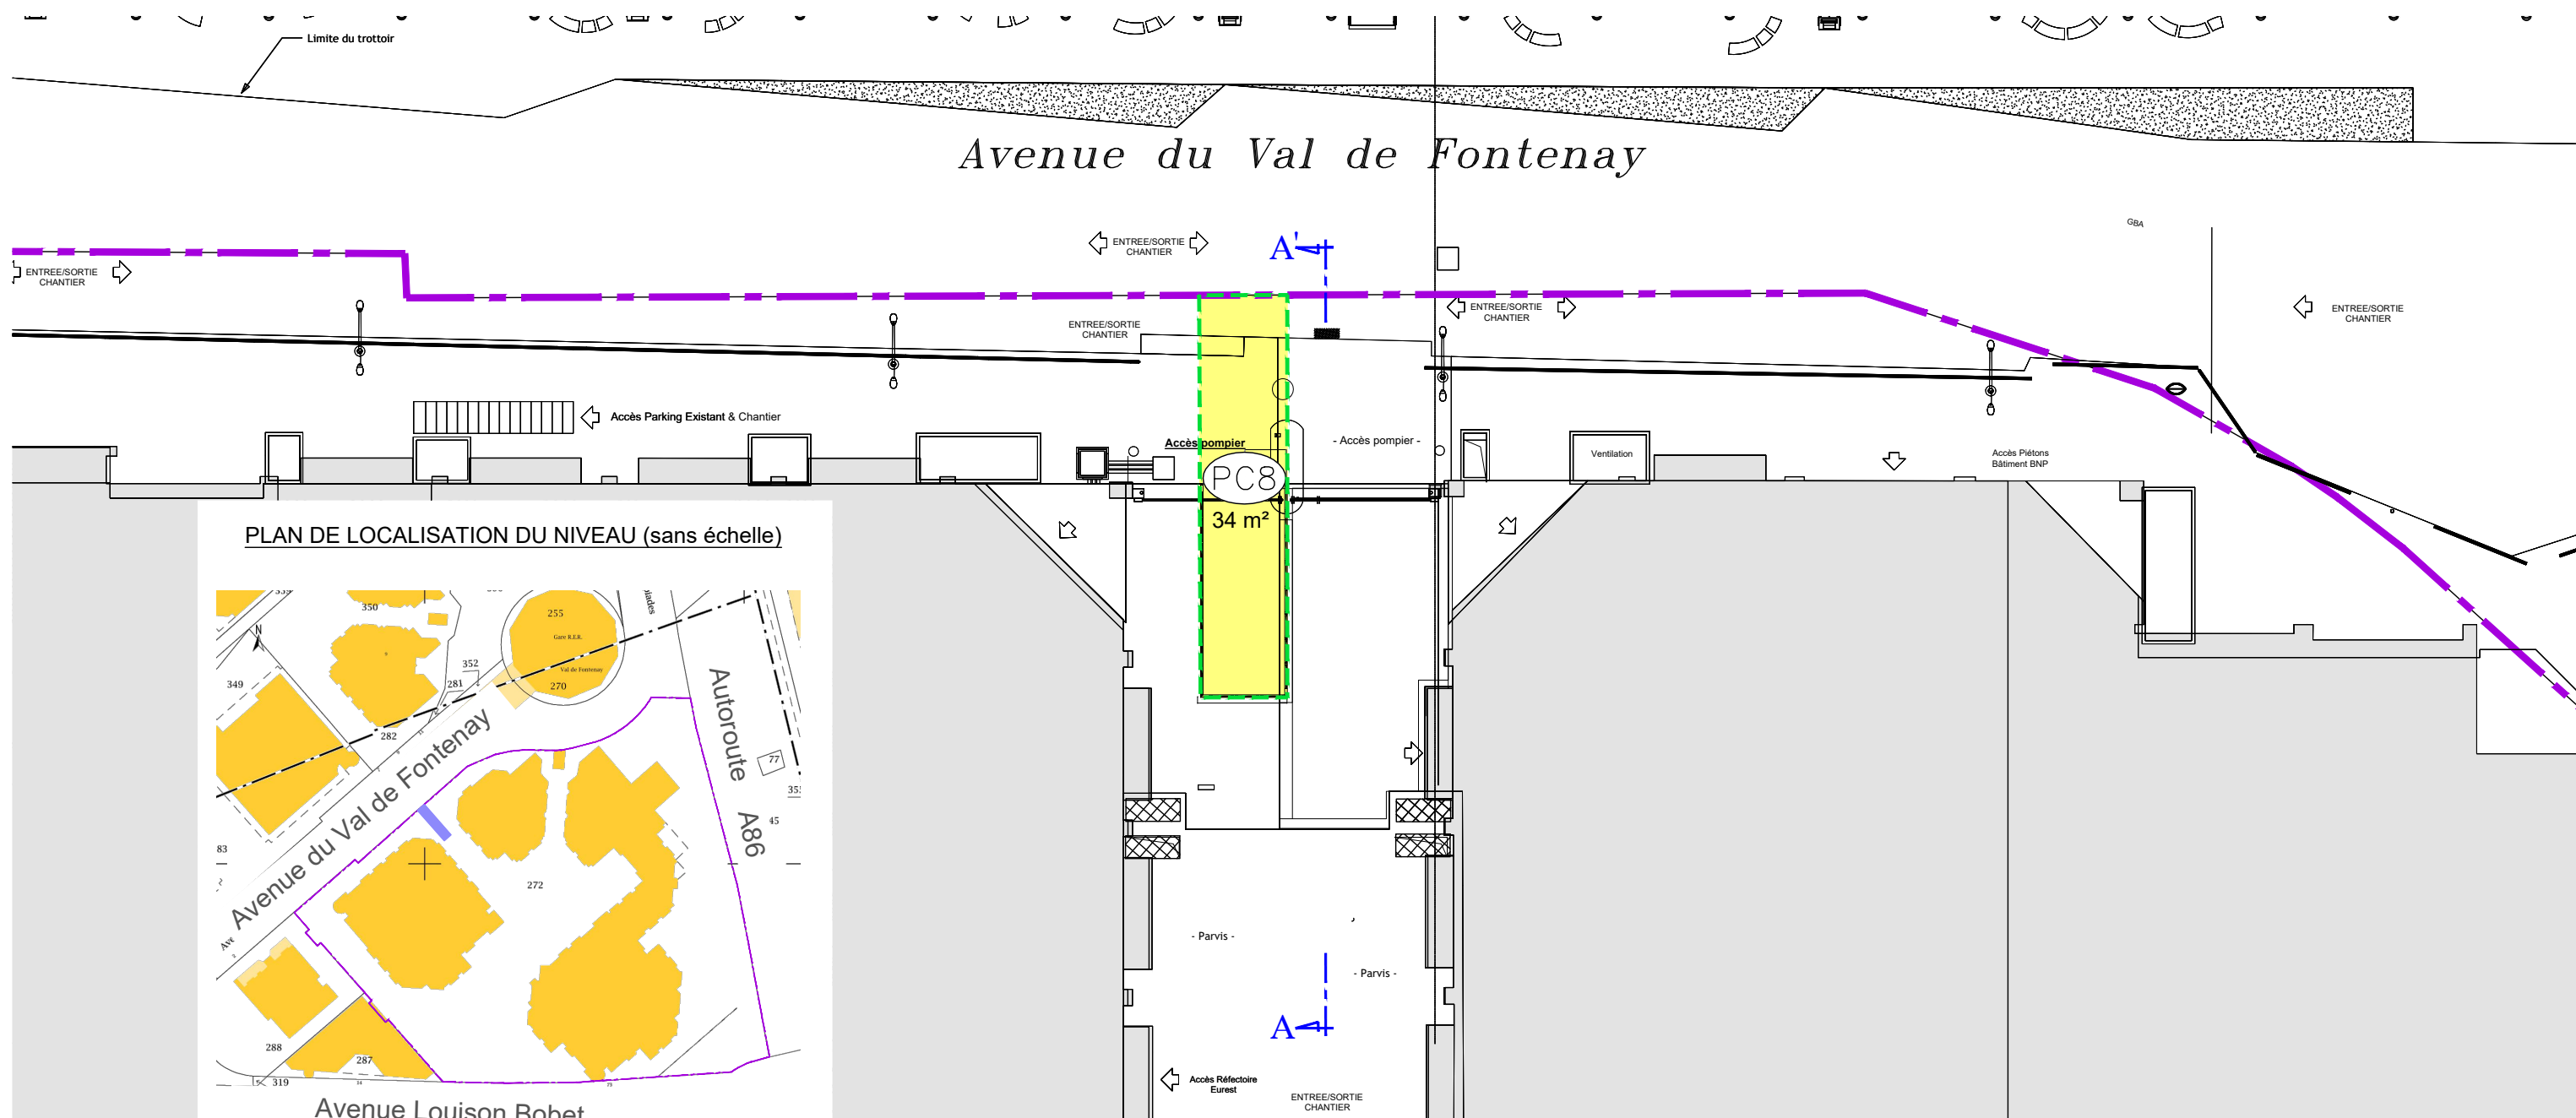 Limite du trottoir
Avenue du Val de Fontenay
GBA
A'
ENTREE/SORTIE
CHANTIER
ENTREE/SORTIE
CHANTIER
ENTREE/SORTIE
CHANTIER
ENTREE/SORTIE
CHANTIER
ENTREE/SORTIE
CHANTIER
Accès Parking Existant & Chantier
Accès pompier
- Accès pompier -
Ventilation
Accès Piétons
Bâtiment BNP
PC8
34 m²
PLAN DE LOCALISATION DU NIVEAU (sans échelle)
350
255
Gare R.E.R.
Val de Fontenay
270
N
352
281
349
282
Autoroute A86
77
45
83
Avenue du Val de Fontenay
272
Ave
288
287
319
Avenue Louison Bobet
- Parvis -
- Parvis -
A
Accès Réfectoire
Eurest
ENTREE/SORTIE
CHANTIER